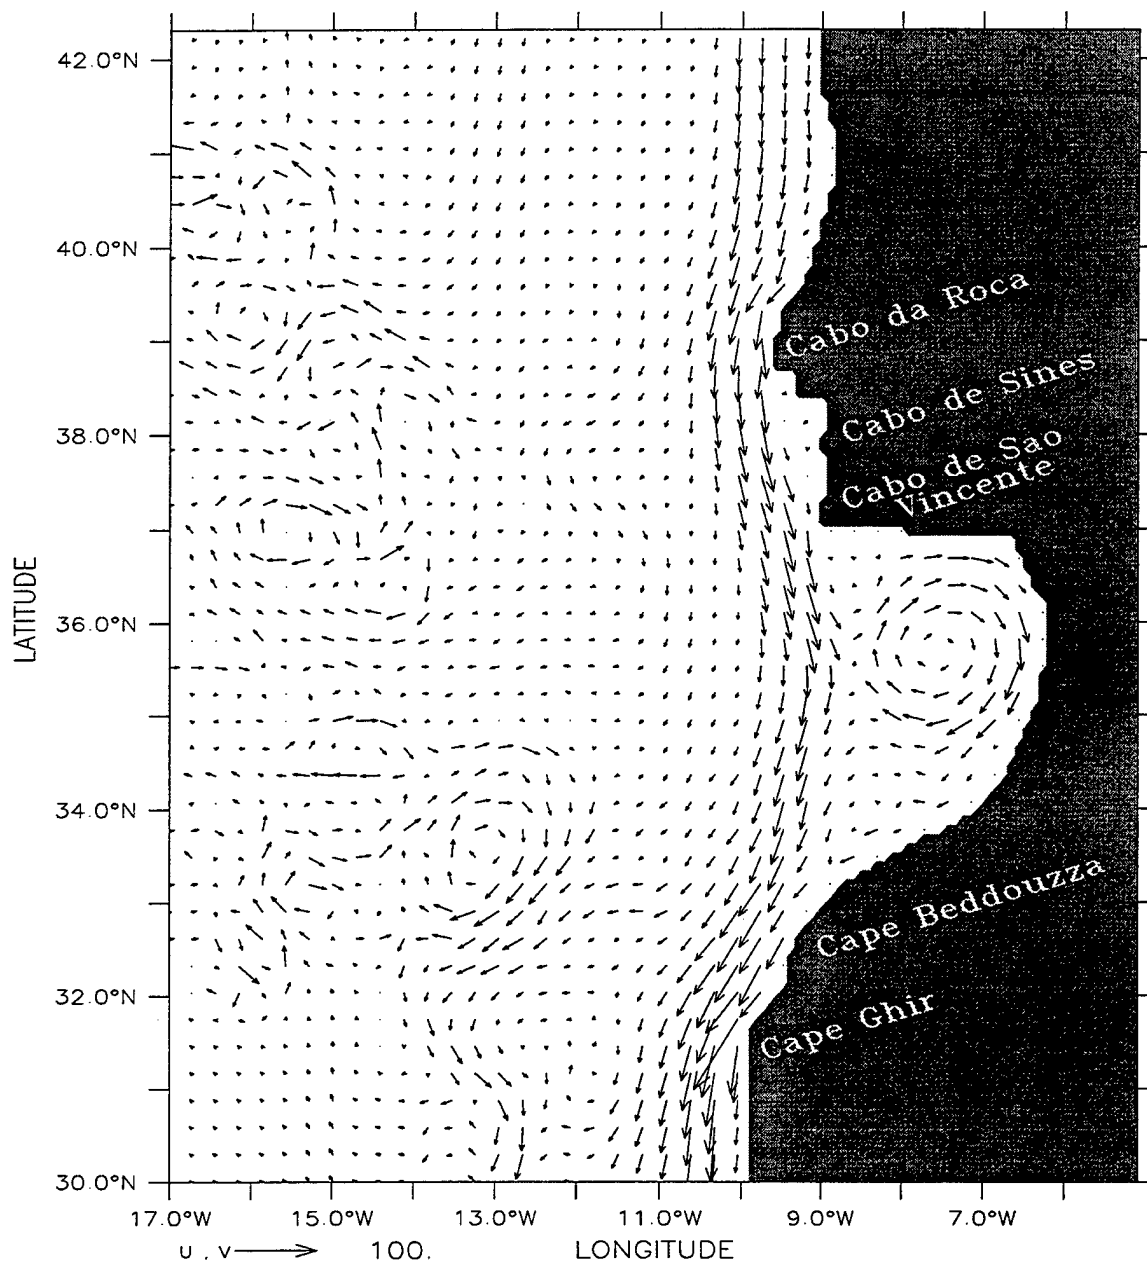 42.0°N
40.0°N
38.0°N
36.0°N
34.0°N
32.0°N
30.0°N
LATITUDE
Cabo da Roca
Cabo de Sines
Cabo de Sao
Vincente
Cape Beddouzza
Cape Ghir
17.0°W 15.0°W 13.0°W 11.0°W 9.0°W 7.0°W
u , v 100. LONGITUDE